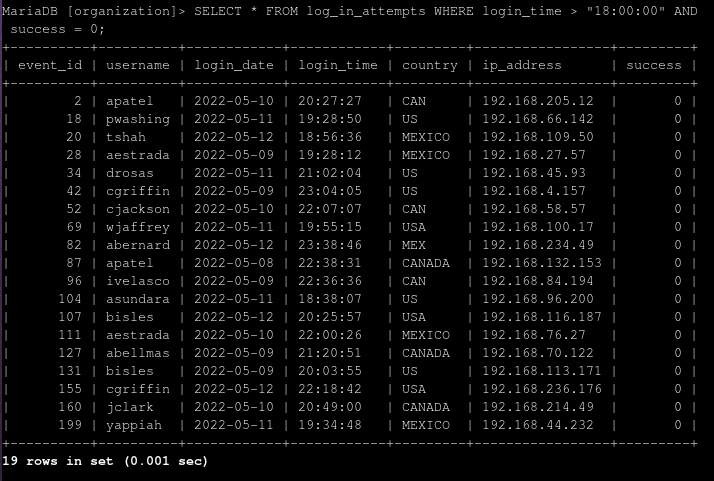 MariaDB [organization]> SELECT * FROM log_in_attempts WHERE login_time > "18:00:00" AND
 success = 0;
+----------+----------+------------+------------+---------+-----------------+---------+
| event_id | username | login_date | login_time | country | ip_address      | success |
+----------+----------+------------+------------+---------+-----------------+---------+
|        2 | apatel   | 2022-05-10 | 20:27:27   | CAN     | 192.168.205.12  |       0 |
|       18 | pwashing | 2022-05-11 | 19:28:50   | US      | 192.168.66.142  |       0 |
|       20 | tshah    | 2022-05-12 | 18:56:36   | MEXICO  | 192.168.109.50  |       0 |
|       28 | aestrada | 2022-05-09 | 19:28:12   | MEXICO  | 192.168.27.57   |       0 |
|       34 | drosas   | 2022-05-11 | 21:02:04   | US      | 192.168.45.93   |       0 |
|       42 | cgriffin | 2022-05-09 | 23:04:05   | US      | 192.168.4.157   |       0 |
|       52 | cjackson | 2022-05-10 | 22:07:07   | CAN     | 192.168.58.57   |       0 |
|       69 | wjaffrey | 2022-05-11 | 19:55:15   | USA     | 192.168.100.17  |       0 |
|       82 | abernard | 2022-05-12 | 23:38:46   | MEX     | 192.168.234.49  |       0 |
|       87 | apatel   | 2022-05-08 | 22:38:31   | CANADA  | 192.168.132.153 |       0 |
|       96 | ivelasco | 2022-05-09 | 22:36:36   | CAN     | 192.168.84.194  |       0 |
|      104 | asundara | 2022-05-11 | 18:38:07   | US      | 192.168.96.200  |       0 |
|      107 | bisles   | 2022-05-12 | 20:25:57   | USA     | 192.168.116.187 |       0 |
|      111 | aestrada | 2022-05-10 | 22:00:26   | MEXICO  | 192.168.76.27   |       0 |
|      127 | abellmas | 2022-05-09 | 21:20:51   | CANADA  | 192.168.70.122  |       0 |
|      131 | bisles   | 2022-05-09 | 20:03:55   | US      | 192.168.113.171 |       0 |
|      155 | cgriffin | 2022-05-12 | 22:18:42   | USA     | 192.168.236.176 |       0 |
|      160 | jclark   | 2022-05-10 | 20:49:00   | CANADA  | 192.168.214.49  |       0 |
|      199 | yappiah  | 2022-05-11 | 19:34:48   | MEXICO  | 192.168.44.232  |       0 |
+----------+----------+------------+------------+---------+-----------------+---------+
19 rows in set (0.001 sec)